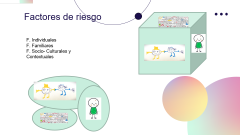 Factores de riesgo
F. Individuales
F. Familiares
F. Socio- Culturales y
Contextuales